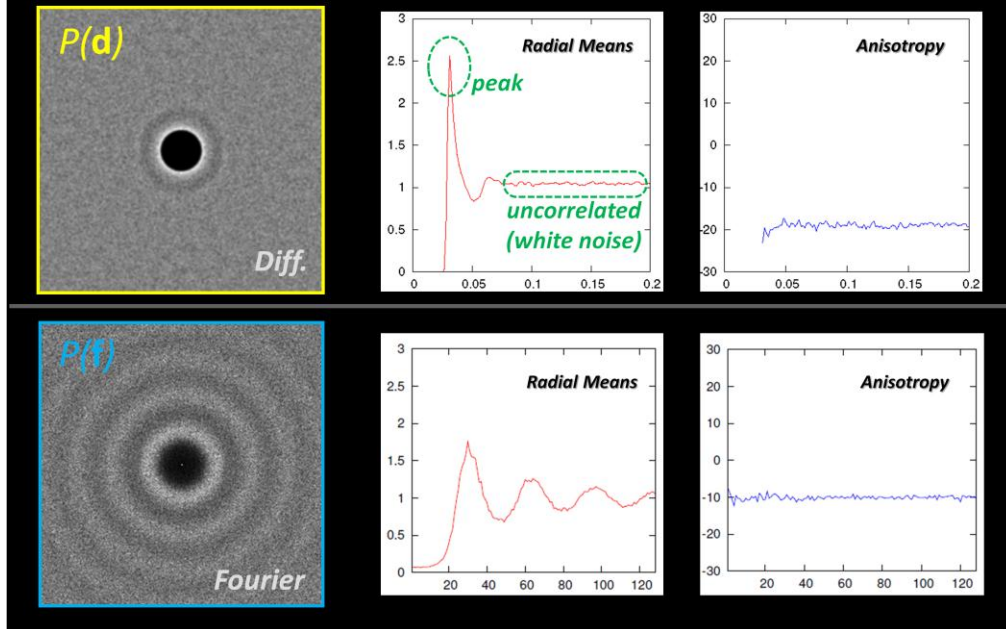 P(d)
Diff.
3
2.5
2
1.5
1
0.5
0
0 0.05 0.1 0.15 0.2
Radial Means
peak
uncorrelated
(white noise)
30
20
10
0
-10
-20
-30
0 0.05 0.1 0.15 0.2
Anisotropy
P(f)
Fourier
3
2.5
2
1.5
1
0.5
0
20 40 60 80 100 120
Radial Means
30
20
10
0
-10
-20
-30
20 40 60 80 100 120
Anisotropy